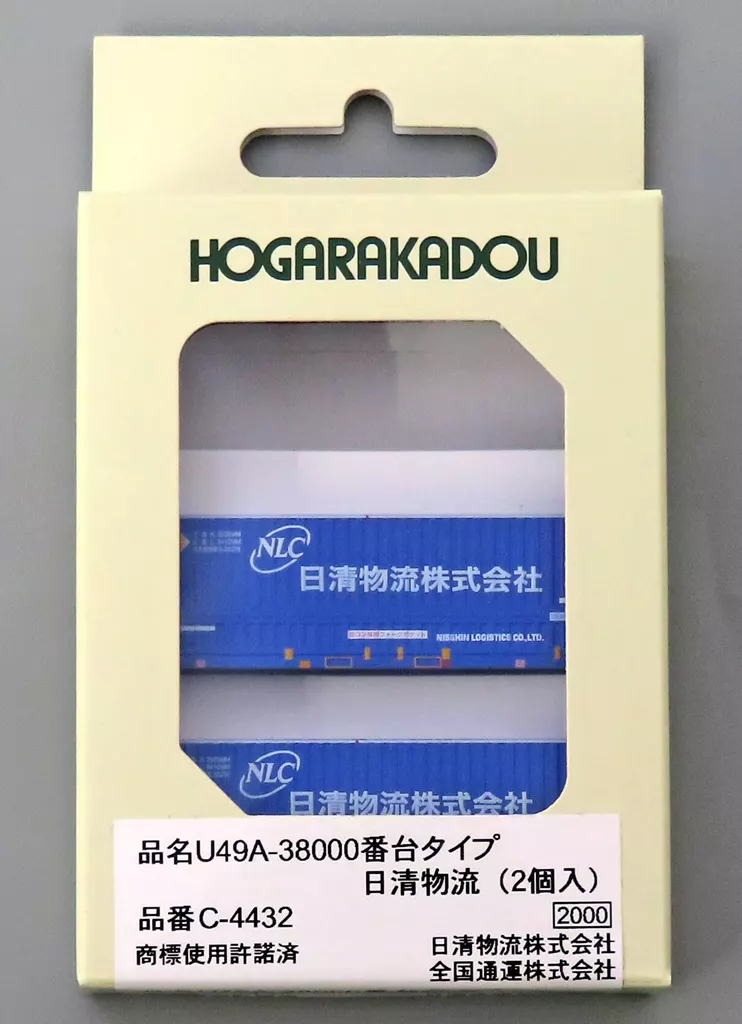 HOGARAKADOU
NLC
日清物流株式会社
NISSHIN LOGISTICS CO.,LTD.
NLC
日清物流株式会社
品名U49A-38000番台タイプ
日清物流（2個入）
品番C-4432
2000
商標使用許諾済
日清物流株式会社
全国通運株式会社